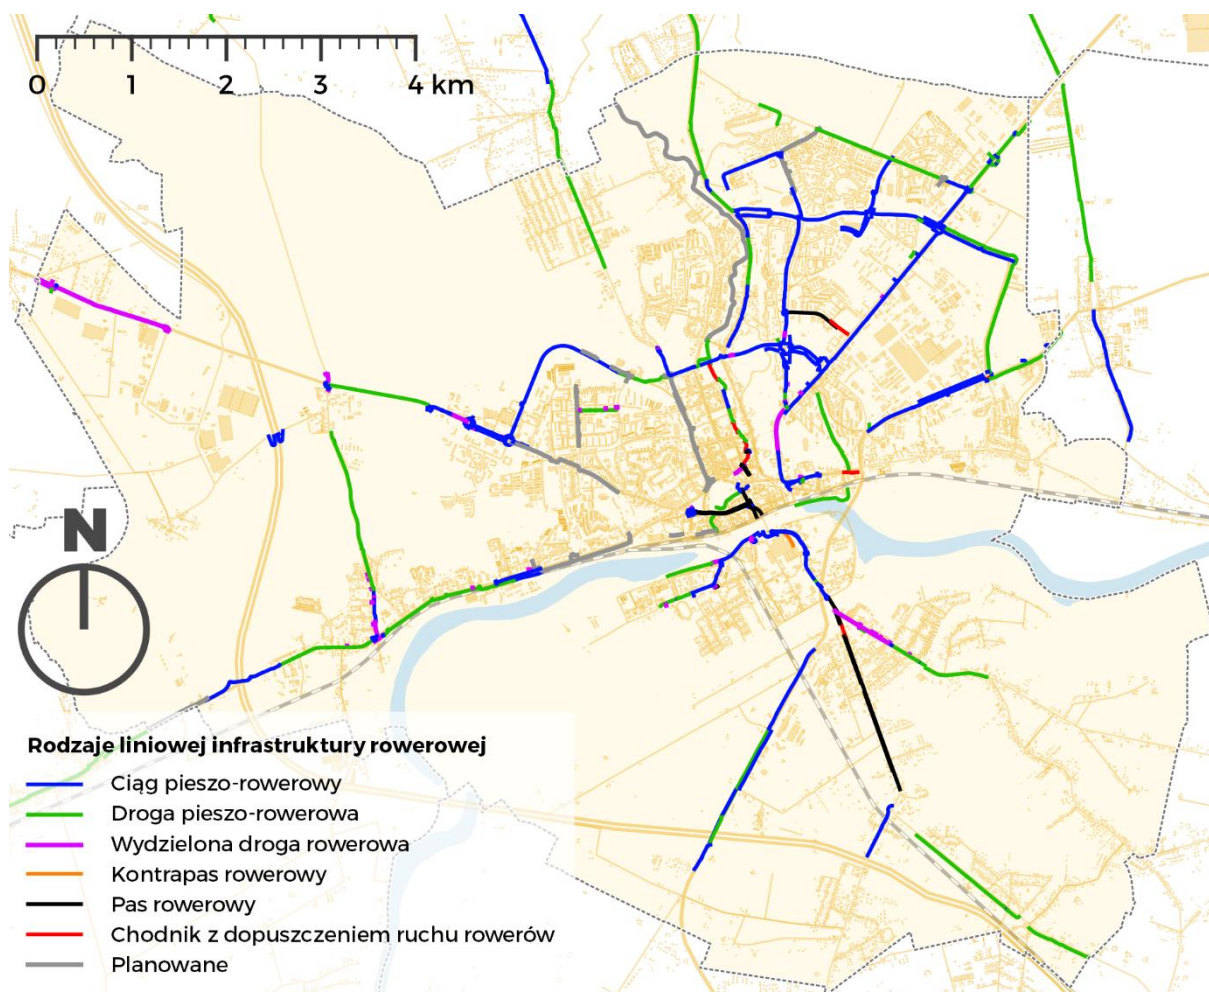 0 1 2 3 4 km
N
Rodzaje liniowej infrastruktury rowerowej
Ciąg pieszo-rowerowy
Droga pieszo-rowerowa
Wydzielona droga rowerowa
Kontrapas rowerowy
Pas rowerowy
Chodnik z dopuszczeniem ruchu rowerów
Planowane